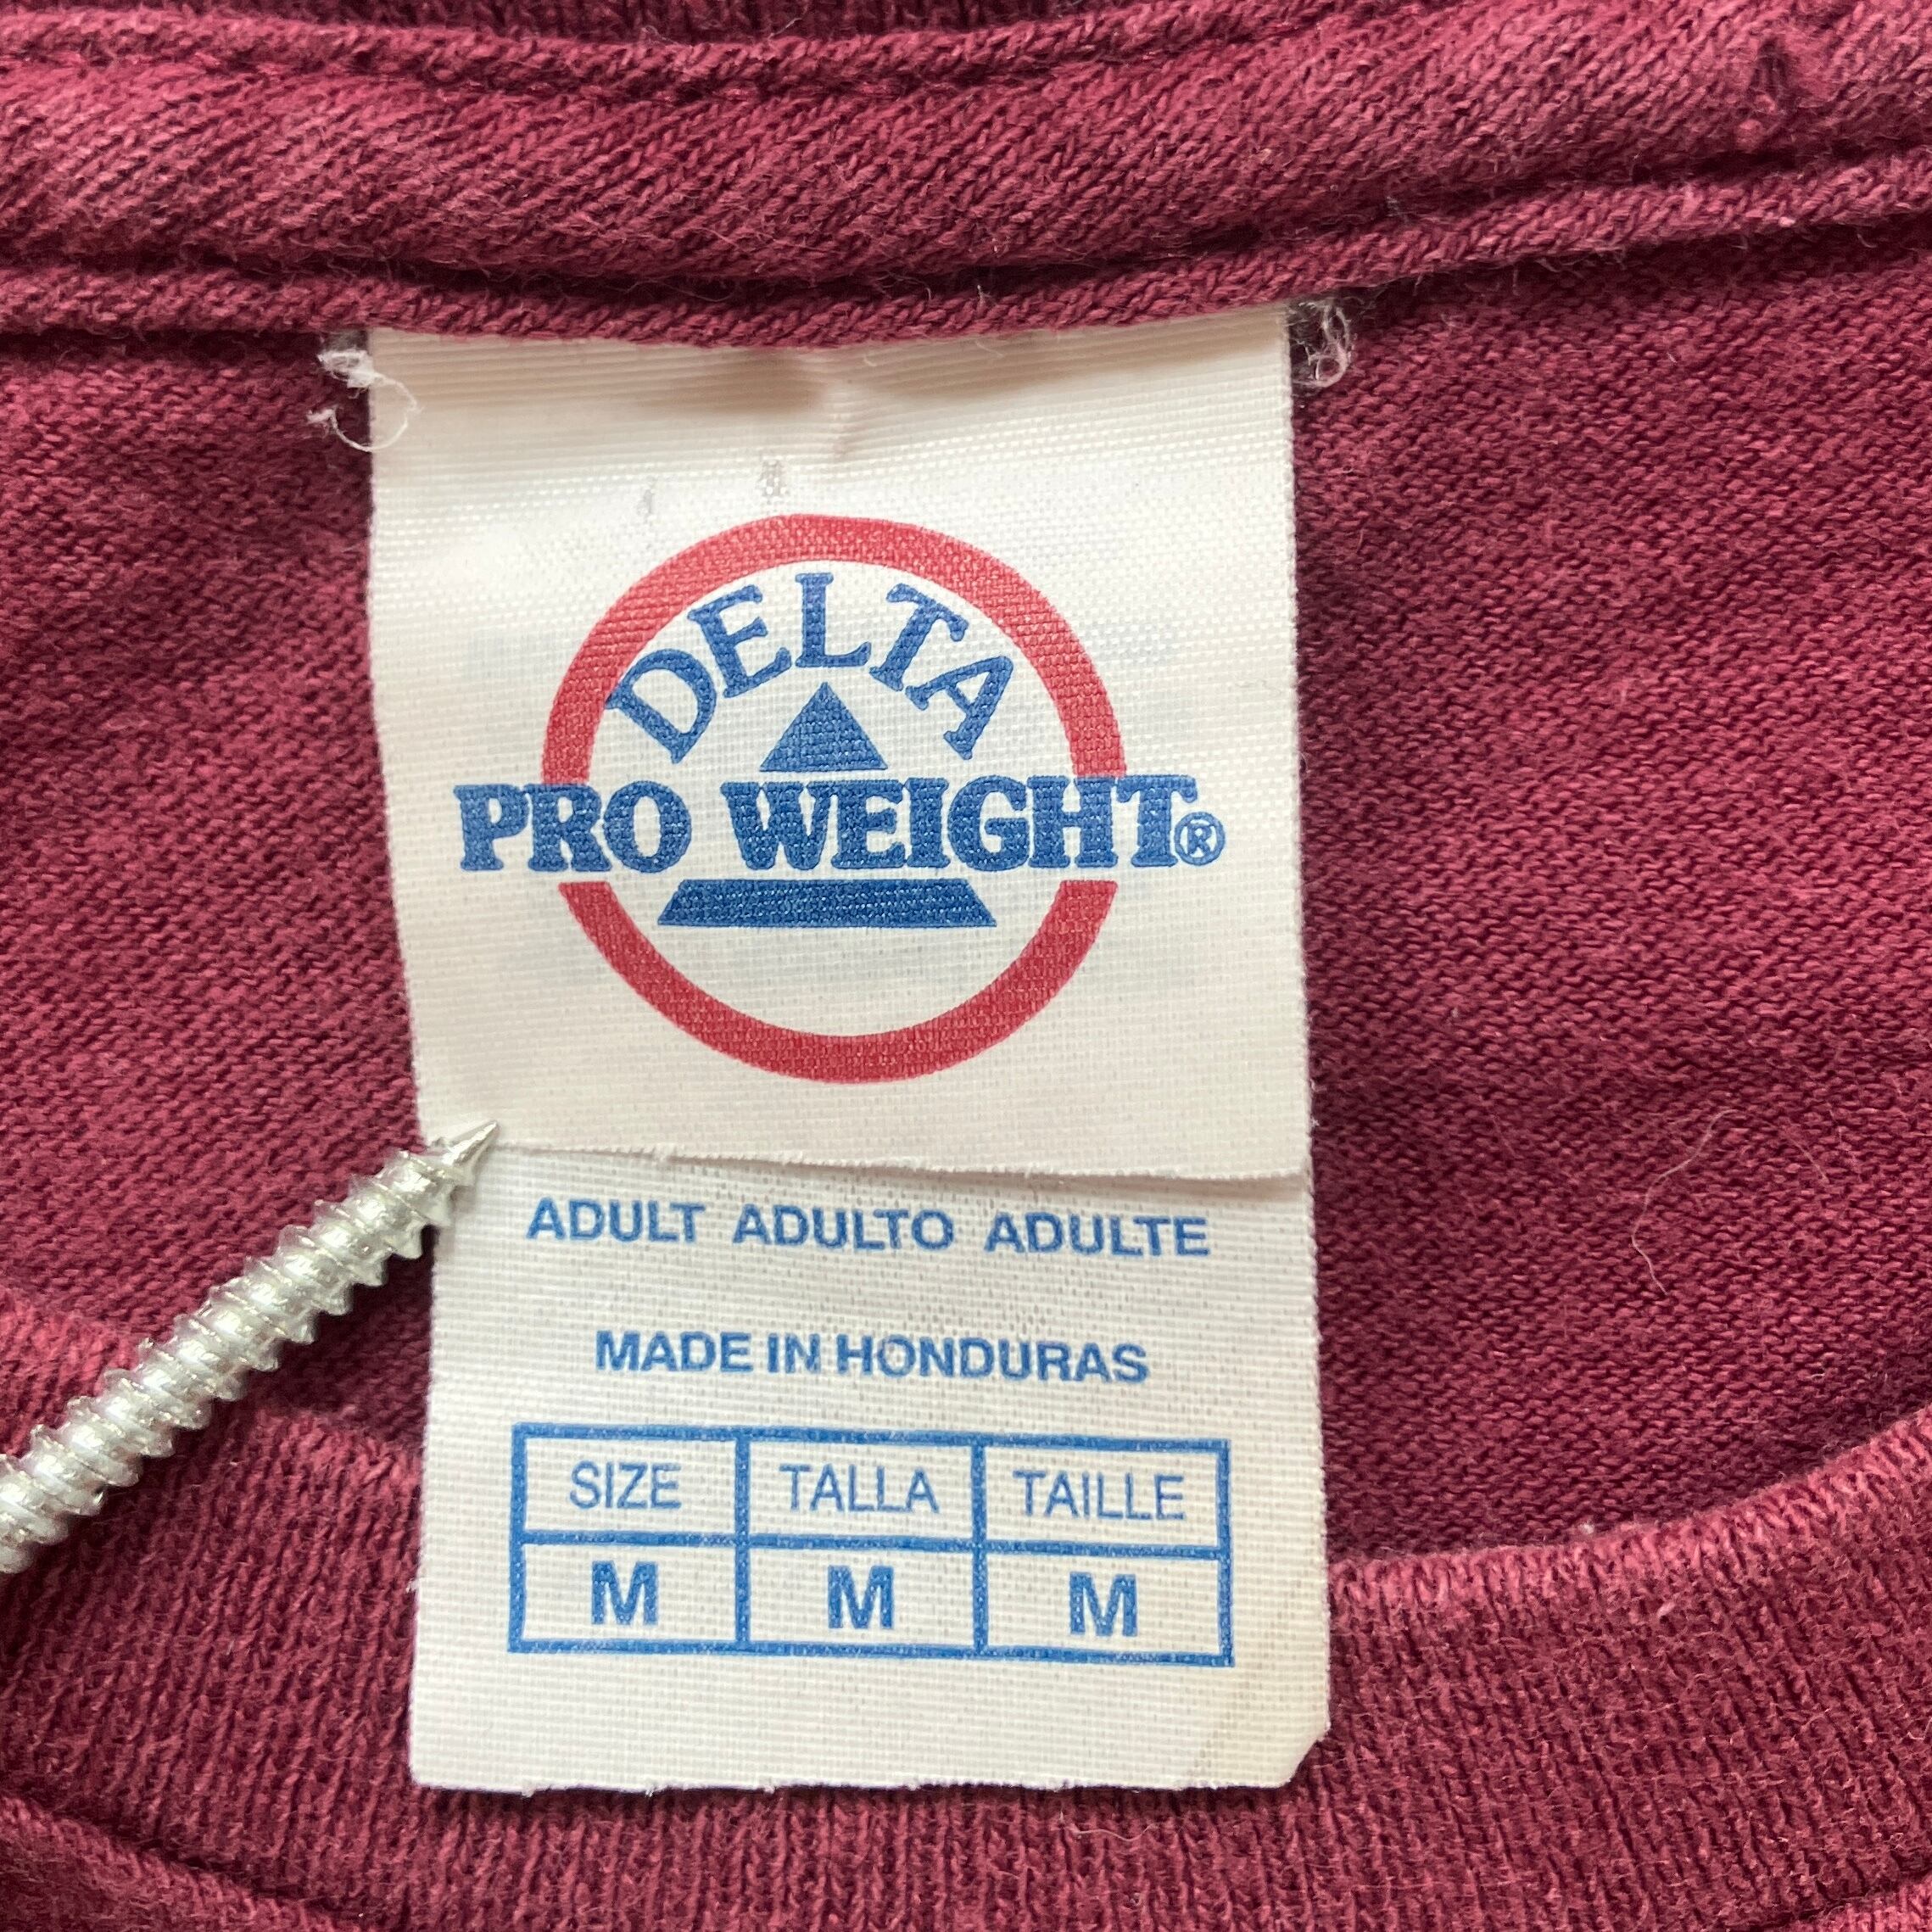 DELTA
PRO WEIGHT®
ADULT ADULTO ADULTE
MADE IN HONDURAS
SIZE TALLA TAILLE
M M M